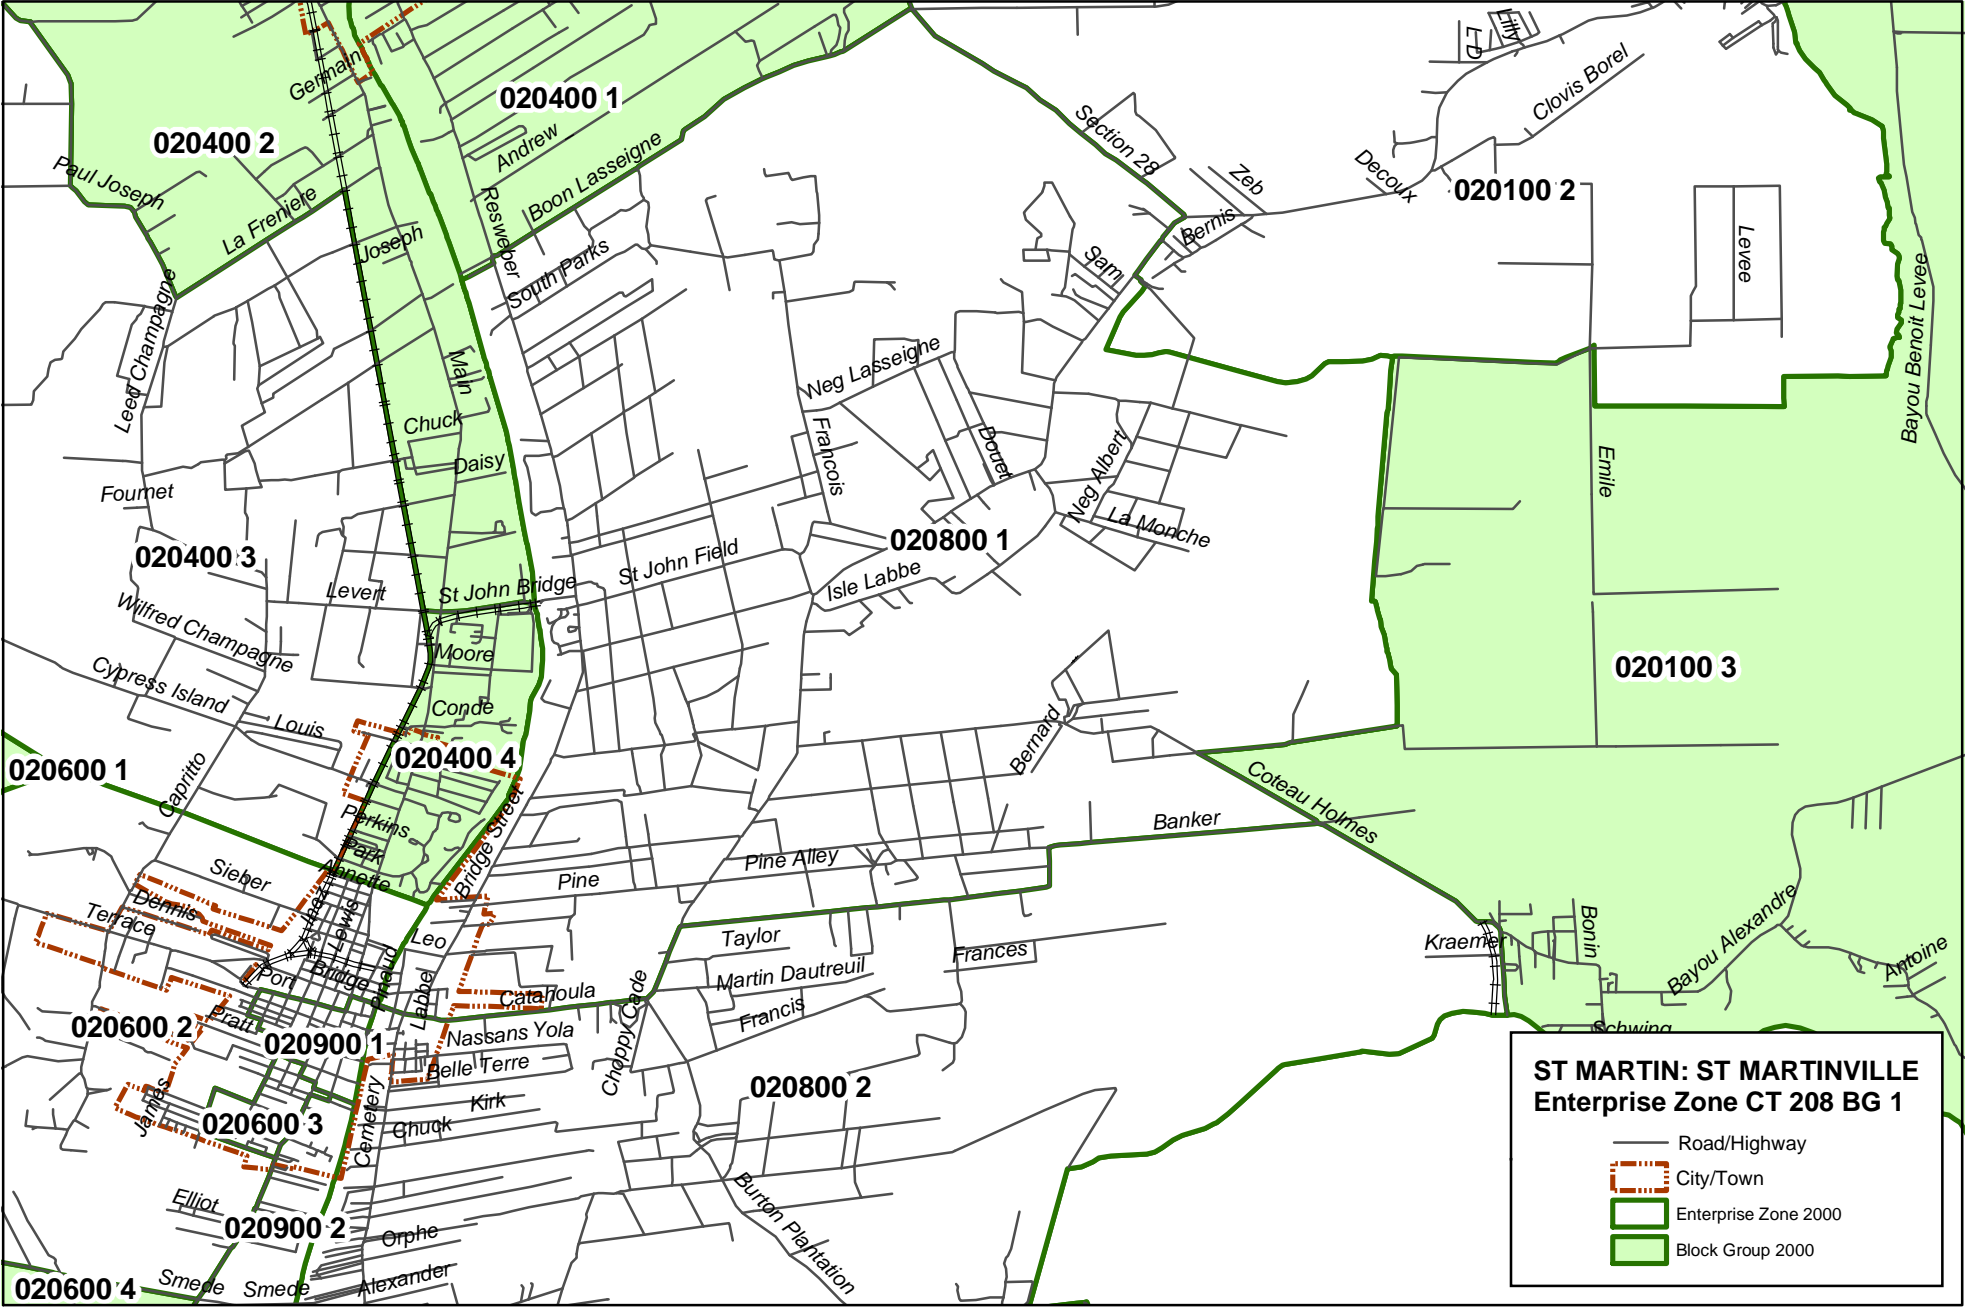 Germain
020400 1
020400 2
Andrew
Boon Lasseigne
Paul Joseph
La Freniere
Resweber
Joseph
South Parks
Section 28
Zeb
Bernis
Sam
Decoux
L D
Lilly
Clovis Borel
020100 2
Levee
Bayou Benoit Levee
Leed Champagne
Main
Chuck
Daisy
Neg Lasseigne
Francois
Douet
Neg Albert
La Monche
Emile
Fournet
020400 3
020800 1
Levert
St John Bridge
St John Field
Isle Labbe
Wilfred Champagne
Moore
Cypress Island
Conde
Louis
020100 3
020400 4
020600 1
Capritto
Bernard
Coteau Holmes
Banker
Perkins
Park
Annette
Bridge Street
Pine Alley
Pine
Sieber
Dennis
Terrace
Inez
Lewis
Leo
Taylor
Frances
Kraemer
Bonin
Bayou Alexandre
Antoine
Port
Bridge
Pinaud
Labbe
Catahoula
Martin Dautreuil
Francis
Choppy Cade
020600 2
Pratt
020900 1
Nassans Yola
Belle Terre
Schwing
James
020600 3
Cemetery
Kirk
Chuck
020800 2
Burton Plantation
Elliot
020900 2
Orphe
Alexander
020600 4
Smede
Smede
ST MARTIN: ST MARTINVILLE
Enterprise Zone CT 208 BG 1
Road/Highway
City/Town
Enterprise Zone 2000
Block Group 2000